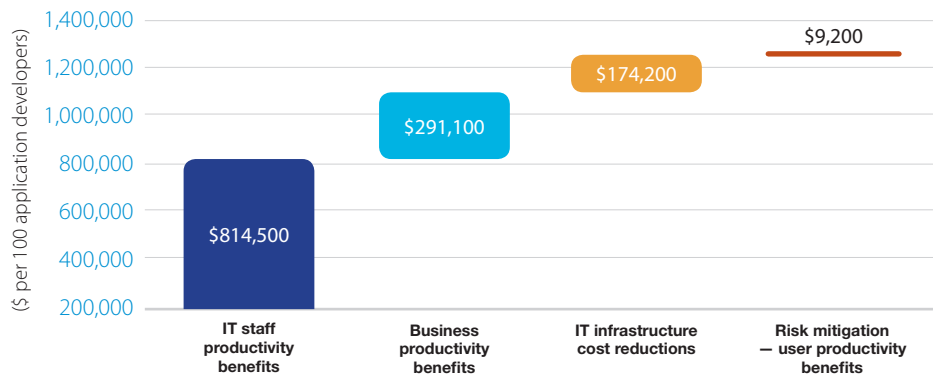 ($ per 100 application developers)
1,400,000
1,200,000
1,000,000
800,000
600,000
400,000
200,000
$814,500
$291,100
$174,200
$9,200
IT staff
productivity
benefits
Business
productivity
benefits
IT infrastructure
cost reductions
Risk mitigation
— user productivity
benefits